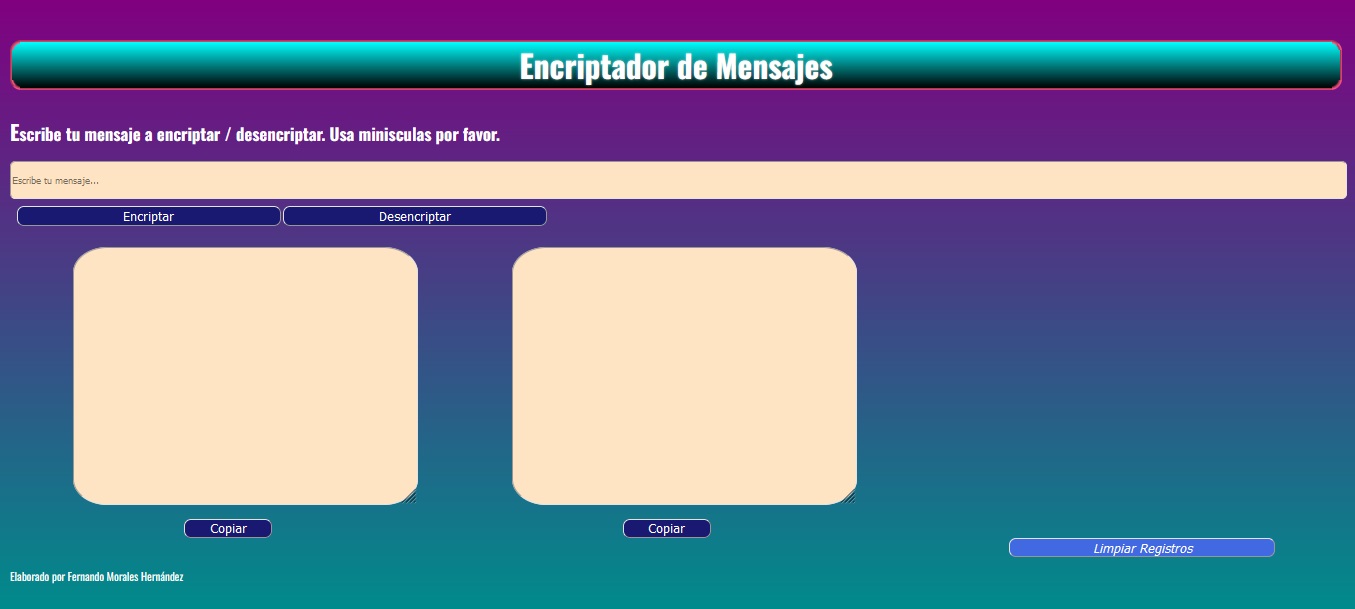 Encriptador de Mensajes
Escribe tu mensaje a encriptar / desencriptar. Usa minisculas por favor.
Escribe tu mensaje...
Encriptar Desencriptar
Copiar Copiar
Limpiar Registros
Elaborado por Fernando Morales Hernández